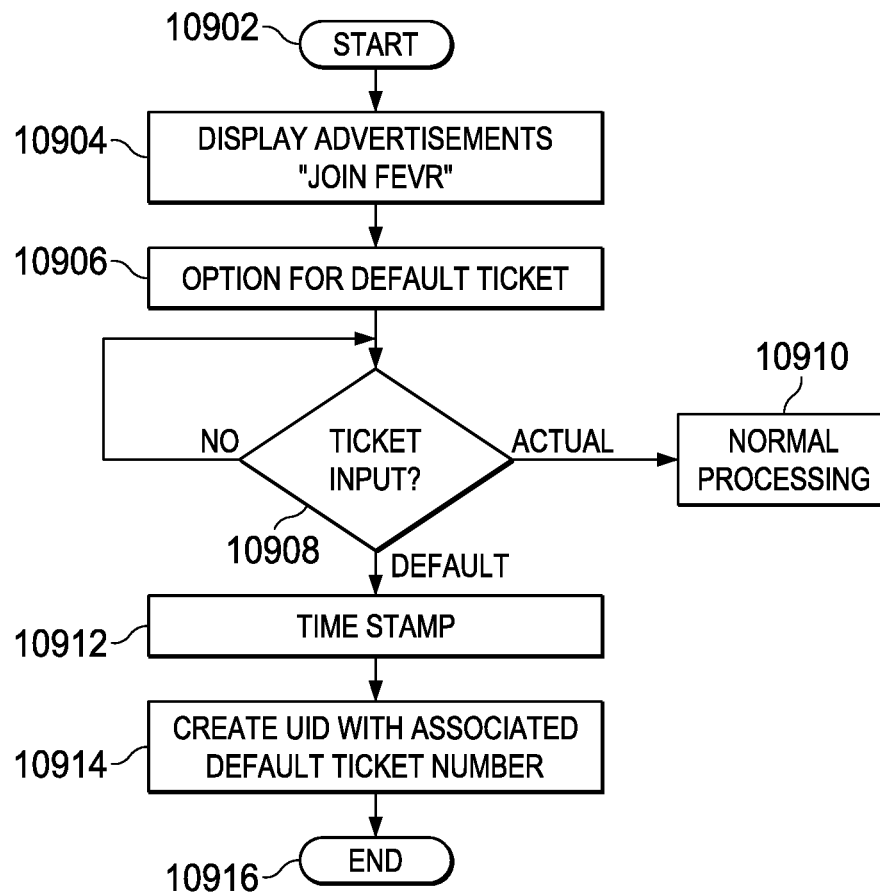 10902
START
10904
DISPLAY ADVERTISEMENTS
"JOIN FEVR"
10906
OPTION FOR DEFAULT TICKET
10910
NO
TICKET
INPUT?
ACTUAL
NORMAL
PROCESSING
10908
DEFAULT
10912
TIME STAMP
10914
CREATE UID WITH ASSOCIATED
DEFAULT TICKET NUMBER
10916
END